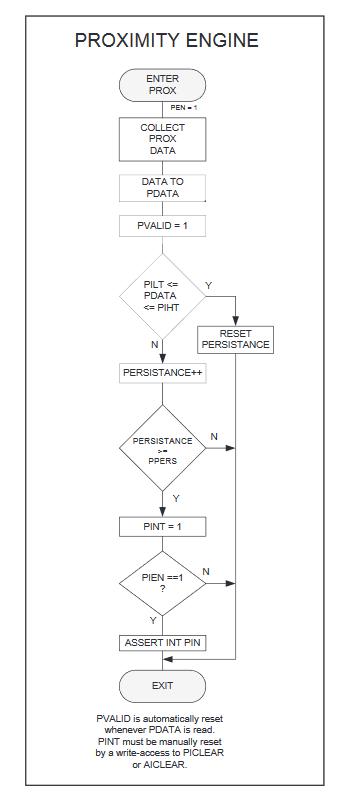 PROXIMITY ENGINE
ENTER
PROX
PEN = 1
COLLECT
PROX
DATA
DATA TO
PDATA
PVALID = 1
PILT <=
PDATA
<= PIHT
Y
N
RESET
PERSISTANCE
PERSISTANCE++
PERSISTANCE
>=
PPERS
N
Y
PINT = 1
PIEN ==1
?
N
Y
ASSERT INT PIN
EXIT
PVALID is automatically reset
whenever PDATA is read.
PINT must be manually reset
by a write-access to PICLEAR
or AICLEAR.